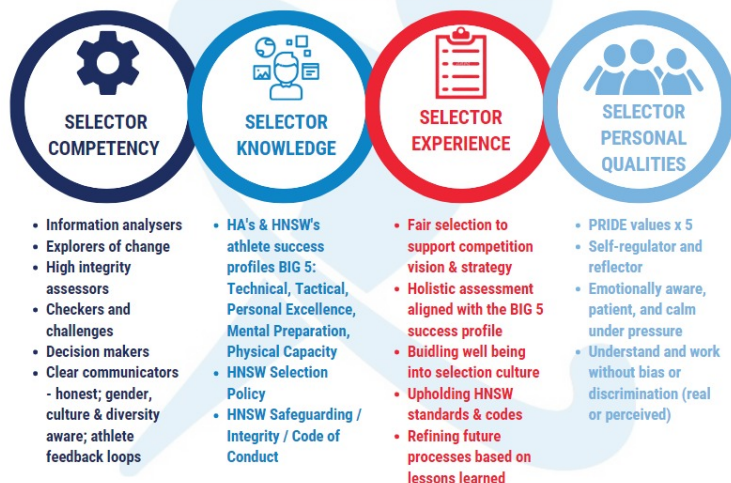 SELECTOR
COMPETENCY
• Information analysers
• Explorers of change
• High integrity
assessors
• Checkers and
challenges
• Decision makers
• Clear communicators
- honest; gender,
culture & diversity
aware; athlete
feedback loops
SELECTOR
KNOWLEDGE
• HA's & HNSW's
athlete success
profiles BIG 5:
Technical, Tactical,
Personal Excellence,
Mental Preparation,
Physical Capacity
• HNSW Selection
Policy
• HNSW Safeguarding /
Integrity / Code of
Conduct
SELECTOR
EXPERIENCE
• Fair selection to
support competition
vision & strategy
• Holistic assessment
aligned with the BIG 5
success profile
• Buidling well being
into selection culture
• Upholding HNSW
standards & codes
• Refining future
processes based on
lessons learned
SELECTOR
PERSONAL
QUALITIES
• PRIDE values x 5
• Self-regulator and
reflector
• Emotionally aware,
patient, and calm
under pressure
• Understand and work
without bias or
discrimination (real
or perceived)